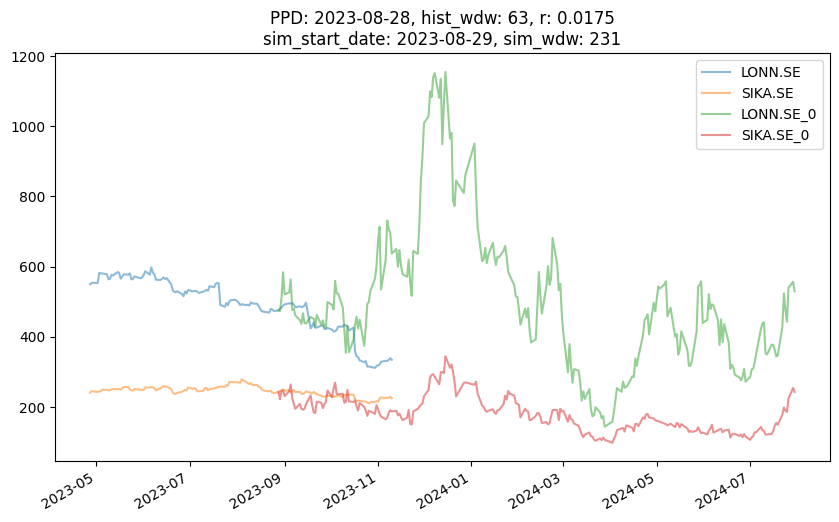 PPD: 2023-08-28, hist_wdw: 63, r: 0.0175
sim_start_date: 2023-08-29, sim_wdw: 231
1200
1000
800
600
400
200
LONN.SE
SIKA.SE
LONN.SE_0
SIKA.SE_0
2023-05
2023-07
2023-09
2023-11
2024-01
2024-03
2024-05
2024-07